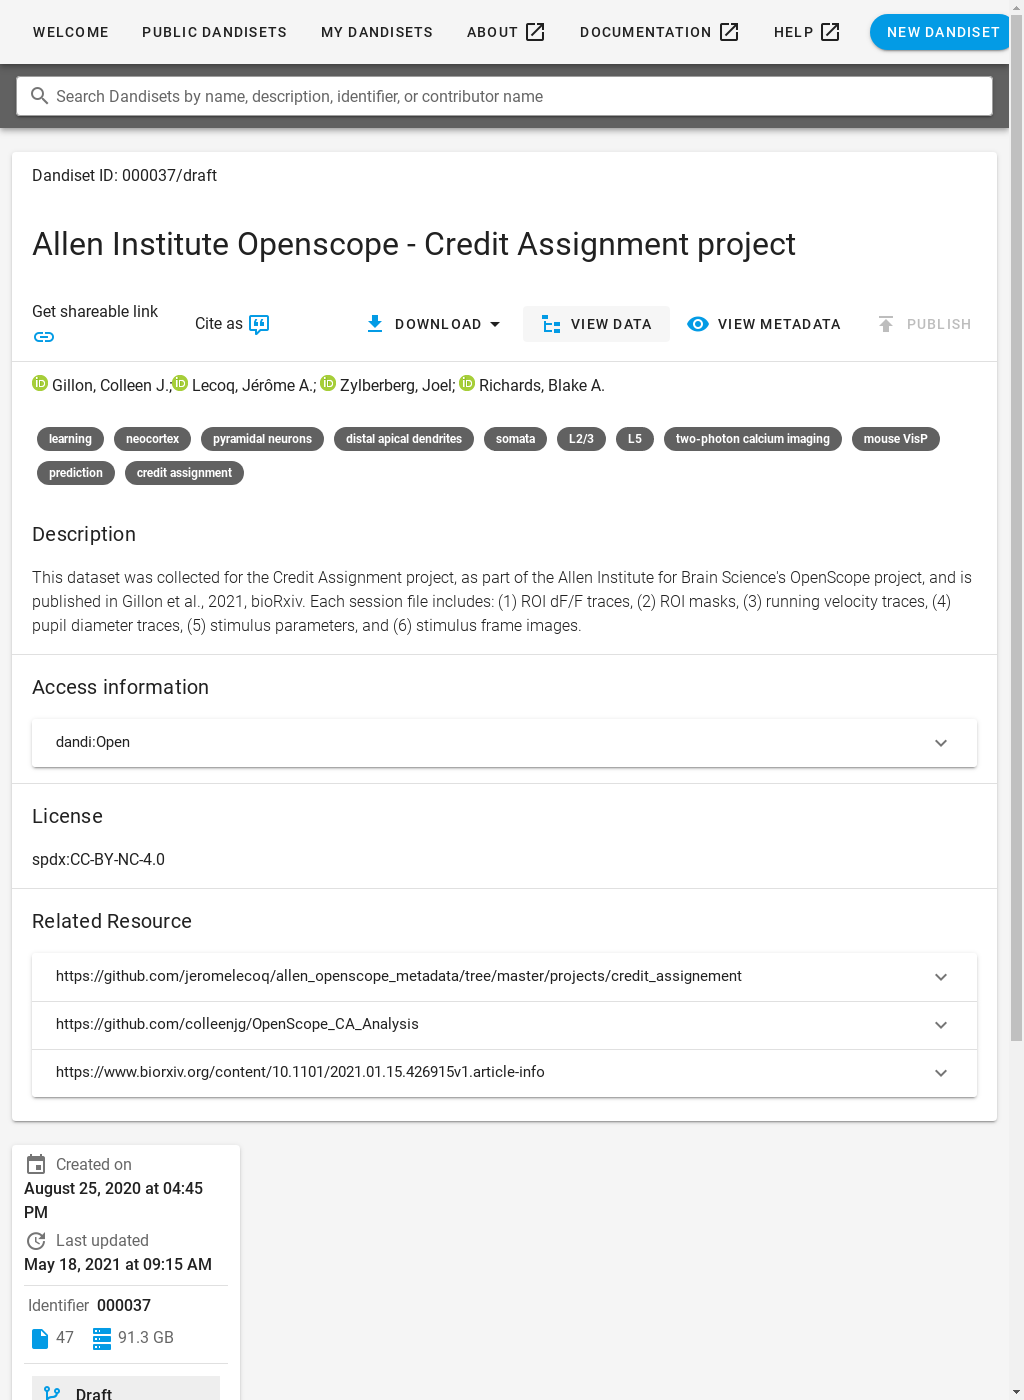 WELCOME PUBLIC DANDISETS MY DANDISETS ABOUT DOCUMENTATION HELP NEW DANDISET
Search Dandisets by name, description, identifier, or contributor name
Dandiset ID: 000037/draft
Allen Institute Openscope - Credit Assignment project
Get shareable link
Cite as
DOWNLOAD VIEW DATA VIEW METADATA PUBLISH
Gillon, Colleen J.; Lecoq, Jérôme A.; Zylberberg, Joel; Richards, Blake A.
learning neocortex pyramidal neurons distal apical dendrites somata L2/3 L5 two-photon calcium imaging mouse VisP
prediction credit assignment
Description
This dataset was collected for the Credit Assignment project, as part of the Allen Institute for Brain Science's OpenScope project, and is
published in Gillon et al., 2021, bioRxiv. Each session file includes: (1) ROI dF/F traces, (2) ROI masks, (3) running velocity traces, (4)
pupil diameter traces, (5) stimulus parameters, and (6) stimulus frame images.
Access information
dandi:Open
License
spdx:CC-BY-NC-4.0
Related Resource
https://github.com/jeromelecoq/allen_openscope_metadata/tree/master/projects/credit_assignement
https://github.com/colleenjg/OpenScope_CA_Analysis
https://www.biorxiv.org/content/10.1101/2021.01.15.426915v1.article-info
Created on
August 25, 2020 at 04:45
PM
Last updated
May 18, 2021 at 09:15 AM
Identifier 000037
47 91.3 GB
Draft